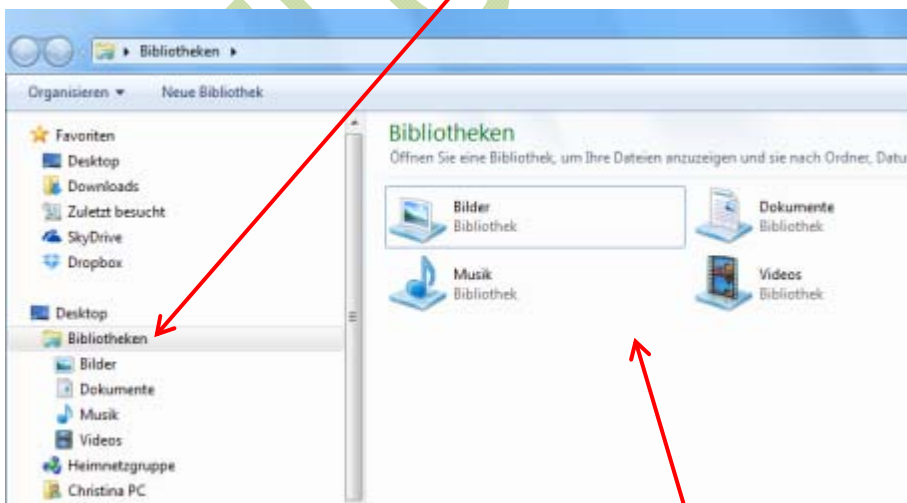 Bibliotheken
Organisieren Neue Bibliothek
Favoriten
Desktop
Downloads
Zuletzt besucht
SkyDrive
Dropbox
Desktop
Bibliotheken
Bilder
Dokumente
Musik
Videos
Heimnetzgruppe
Christina PC
Bibliotheken
Öffnen Sie eine Bibliothek, um Ihre Dateien anzuzeigen und sie nach Ordner, Datu
Bilder
Bibliothek
Dokumente
Bibliothek
Musik
Bibliothek
Videos
Bibliothek